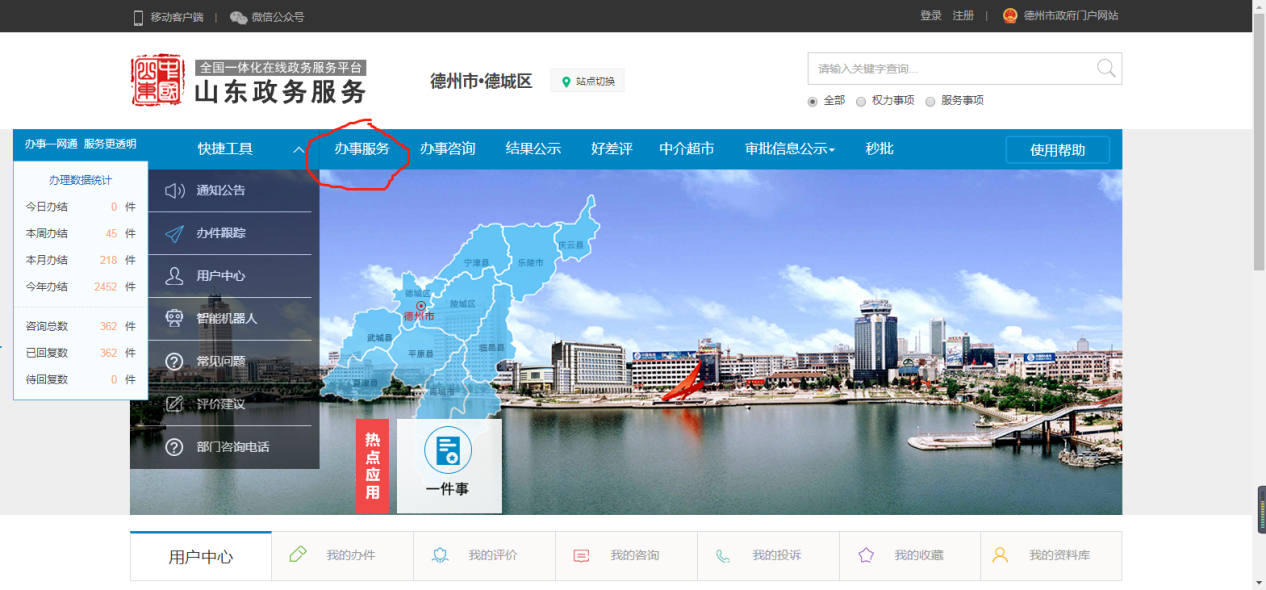 移动客户端 | 微信公众号
登录 注册 | 德州市政府门户网站
全国一体化在线政务服务平台
山东政务服务
德州市•德城区
站点切换
请输入关键字查询...
全部 权力事项 服务事项
办事一网通 服务更透明
快捷工具 办事服务 办事咨询 结果公示 好差评 中介超市 审批信息公示 秒批 使用帮助
办理数据统计
今日办结 0 件
本周办结 45 件
本月办结 218 件
今年办结 2452 件
咨询总数 362 件
已回复数 362 件
待回复数 0 件
通知公告
办件跟踪
用户中心
智能机器人
常见问题
评价建议
部门咨询电话
庆云县
宁津县
乐陵市
德城区
陵城区
德州市
武城县
临邑县
平原县
夏津县
禹城市
热点应用
一件事
用户中心 我的办件 我的评价 我的咨询 我的投诉 我的收藏 我的资料库